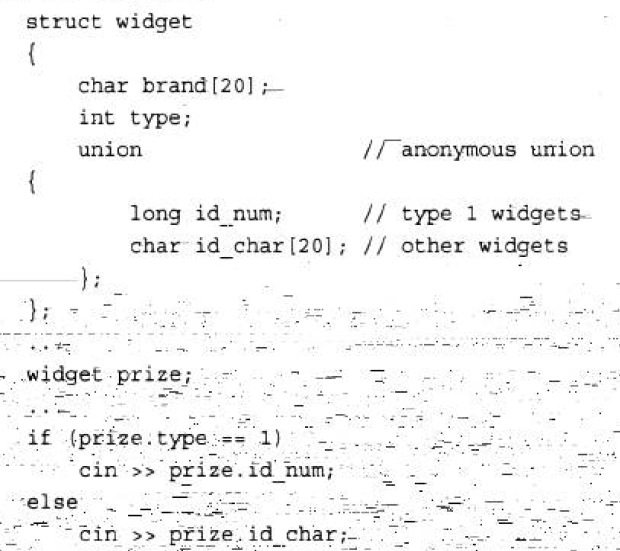 struct widget
{
    char brand[20];
    int type;
    union                  // anonymous union
{
        long id_num;       // type 1 widgets
        char id_char[20];  // other widgets
    };
};
...
widget prize;
...
if (prize.type == 1)
    cin >> prize.id_num;
else
    cin >> prize.id_char;